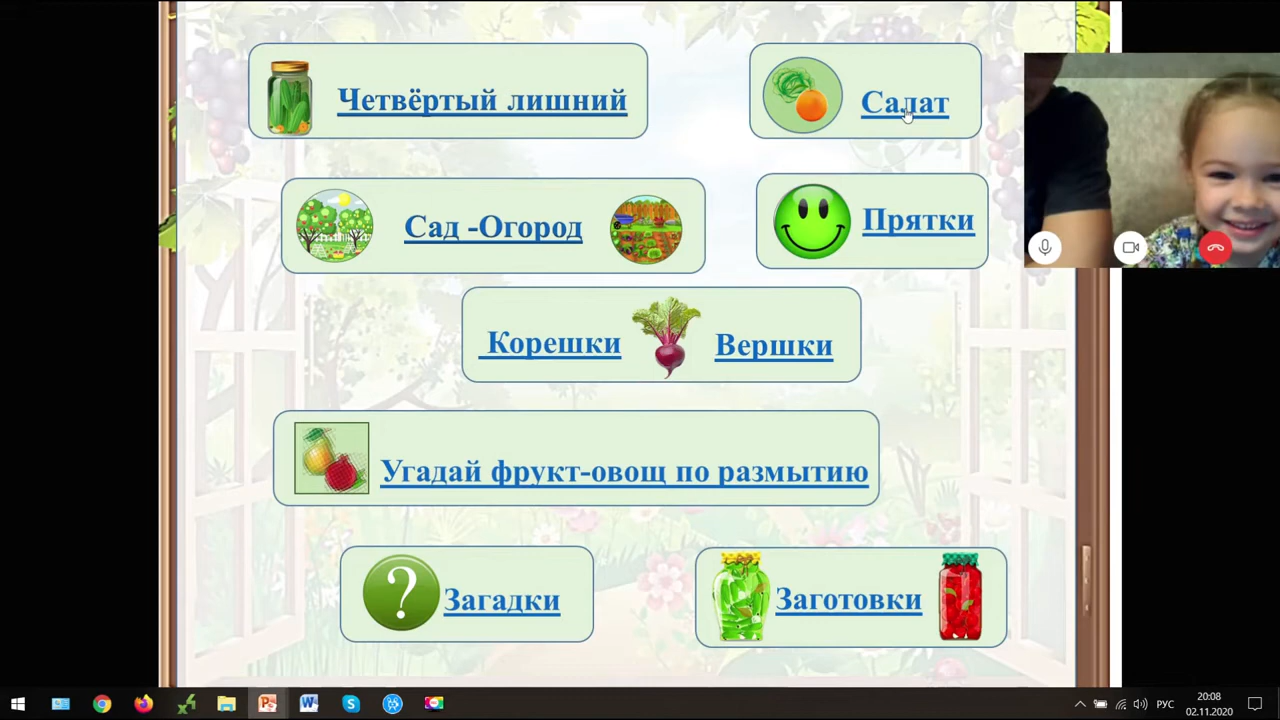 Четвёртый лишний
Салат
Сад -Огород
Прятки
Корешки
Вершки
Угадай фрукт-овощ по размытию
?
Загадки
Заготовки
РУС
20:08
02.11.2020